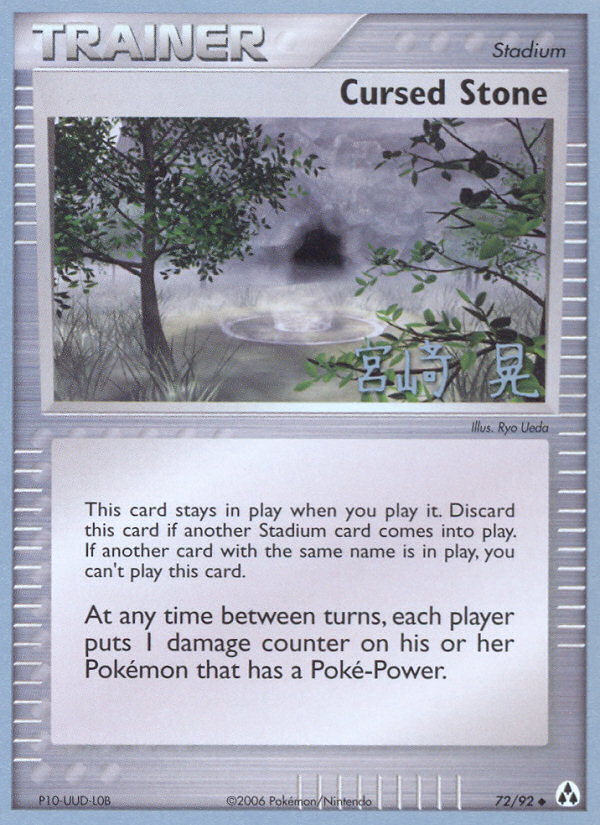 TRAINER
Stadium
Cursed Stone
宮崎 晃
Illus. Ryo Ueda
This card stays in play when you play it. Discard
this card if another Stadium card comes into play.
If another card with the same name is in play, you
can't play this card.
At any time between turns, each player
puts 1 damage counter on his or her
Pokémon that has a Poké-Power.
P10-UUD-L0B
©2006 Pokémon/Nintendo
72/92